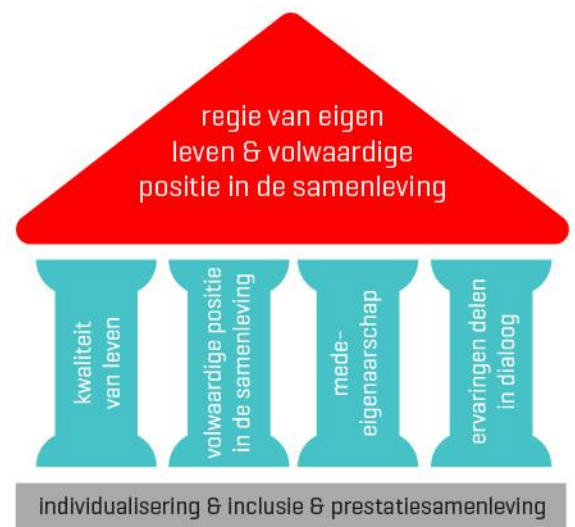 regie van eigen
leven & volwaardige
positie in de samenleving
kwaliteit
van leven
volwaardige positie
in de samenleving
mede-
eigenaarschap
ervaringen delen
in dialoog
individualisering & inclusie & prestatiesamenleving